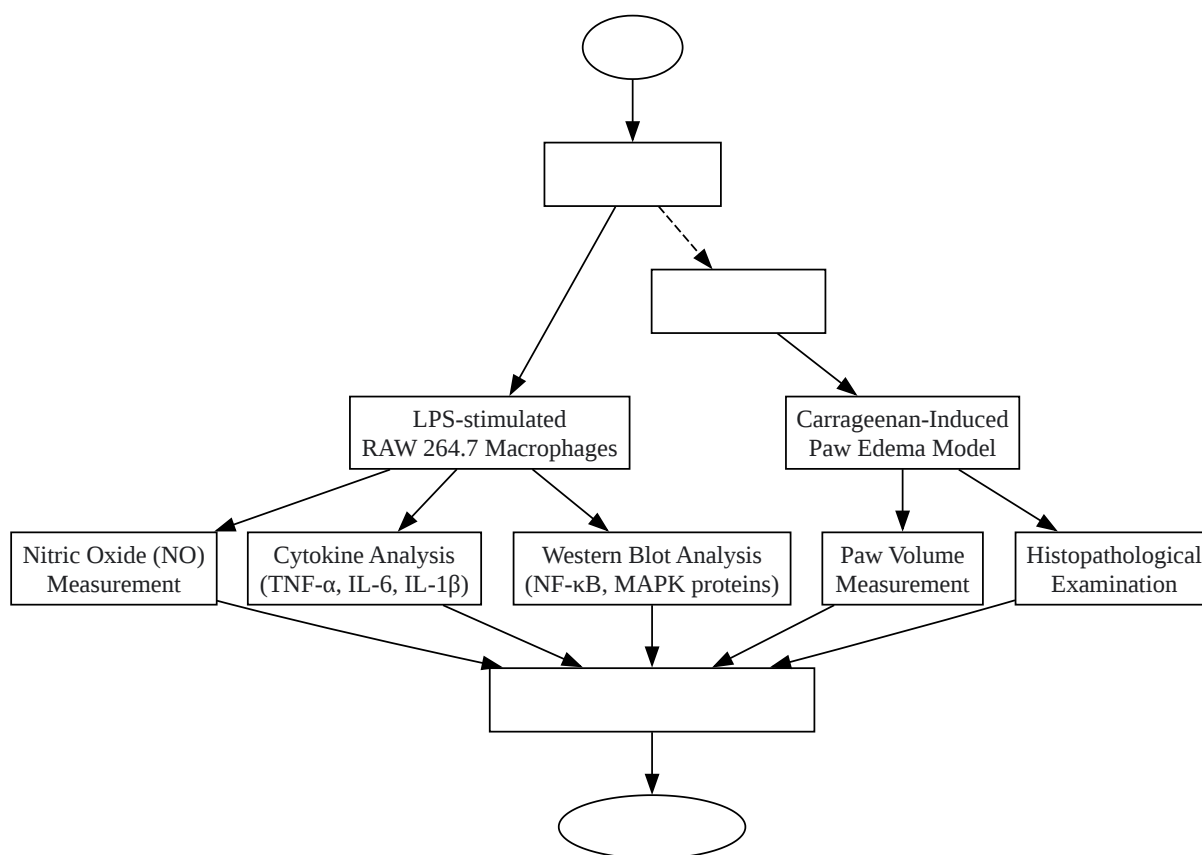 LPS-stimulated
RAW 264.7 Macrophages
Carrageenan-Induced
Paw Edema Model
Nitric Oxide (NO)
Measurement
Cytokine Analysis
(TNF-α, IL-6, IL-1β)
Western Blot Analysis
(NF-κB, MAPK proteins)
Paw Volume
Measurement
Histopathological
Examination